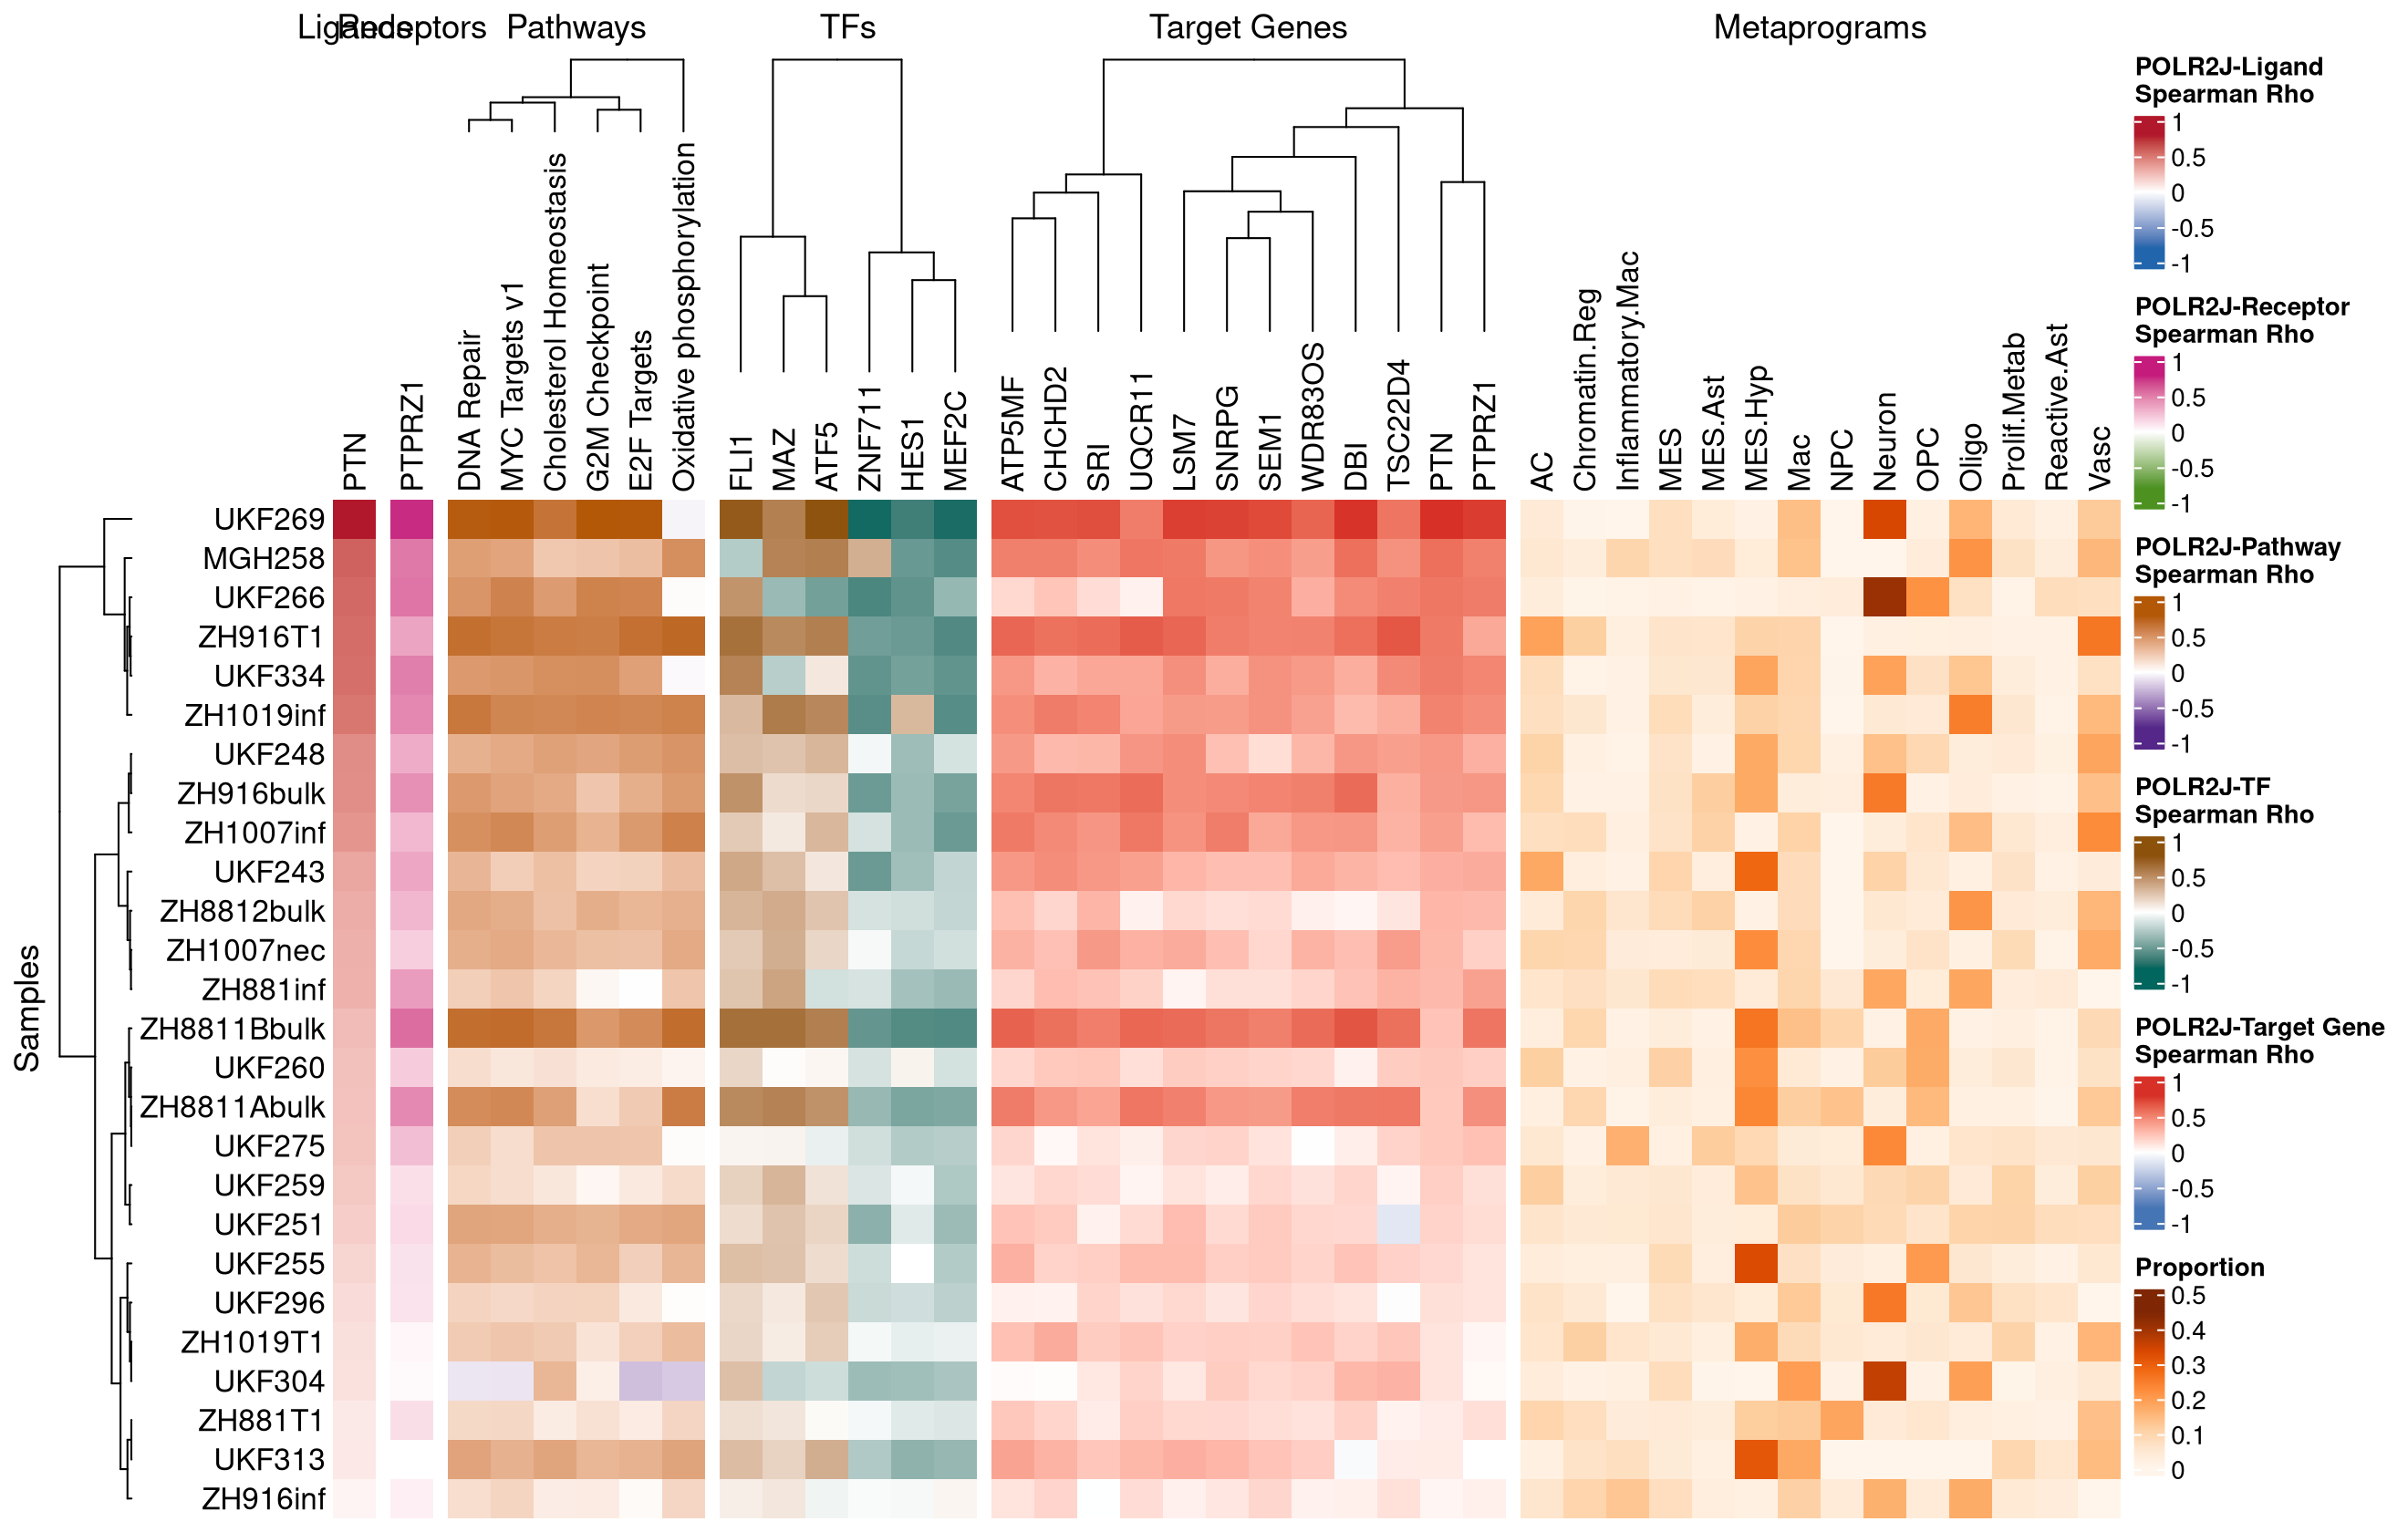 Ligands Receptors Pathways TFs Target Genes Metaprograms
PTN
PTPRZ1
DNA Repair
MYC Targets v1
Cholesterol Homeostasis
G2M Checkpoint
E2F Targets
Oxidative phosphorylation
FLI1
MAZ
ATF5
ZNF711
HES1
MEF2C
ATP5MF
CHCHD2
SRI
UQCR11
LSM7
SNRPG
SEM1
WDR83OS
DBI
TSC22D4
PTN
PTPRZ1
AC
Chromatin.Reg
Inflammatory.Mac
MES
MES.Ast
MES.Hyp
Mac
NPC
Neuron
OPC
Oligo
Prolif.Metab
Reactive.Ast
Vasc
Samples
UKF269
MGH258
UKF266
ZH916T1
UKF334
ZH1019inf
UKF248
ZH916bulk
ZH1007inf
UKF243
ZH8812bulk
ZH1007nec
ZH881inf
ZH8811Bbulk
UKF260
ZH8811Abulk
UKF275
UKF259
UKF251
UKF255
UKF296
ZH1019T1
UKF304
ZH881T1
UKF313
ZH916inf
POLR2J-Ligand
Spearman Rho
1
0.5
0
-0.5
-1
POLR2J-Receptor
Spearman Rho
1
0.5
0
-0.5
-1
POLR2J-Pathway
Spearman Rho
1
0.5
0
-0.5
-1
POLR2J-TF
Spearman Rho
1
0.5
0
-0.5
-1
POLR2J-Target Gene
Spearman Rho
1
0.5
0
-0.5
-1
Proportion
0.5
0.4
0.3
0.2
0.1
0